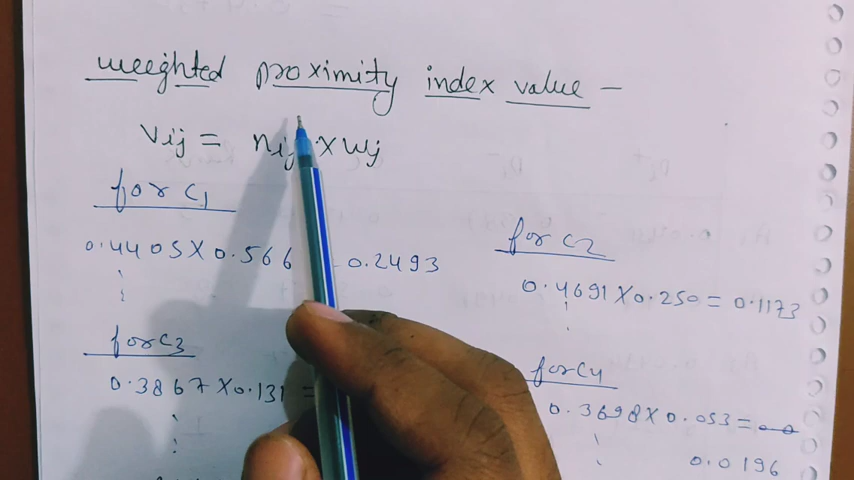 weeghted proximity index value -
Vij = nij × wj
for C1
0.4405 × 0.566 0.2493
for C2
0.4691 × 0.250 = 0.1173
for C3
0.3867 × 0.131 =
for C4
0.3698 × 0.053 =
0.0196